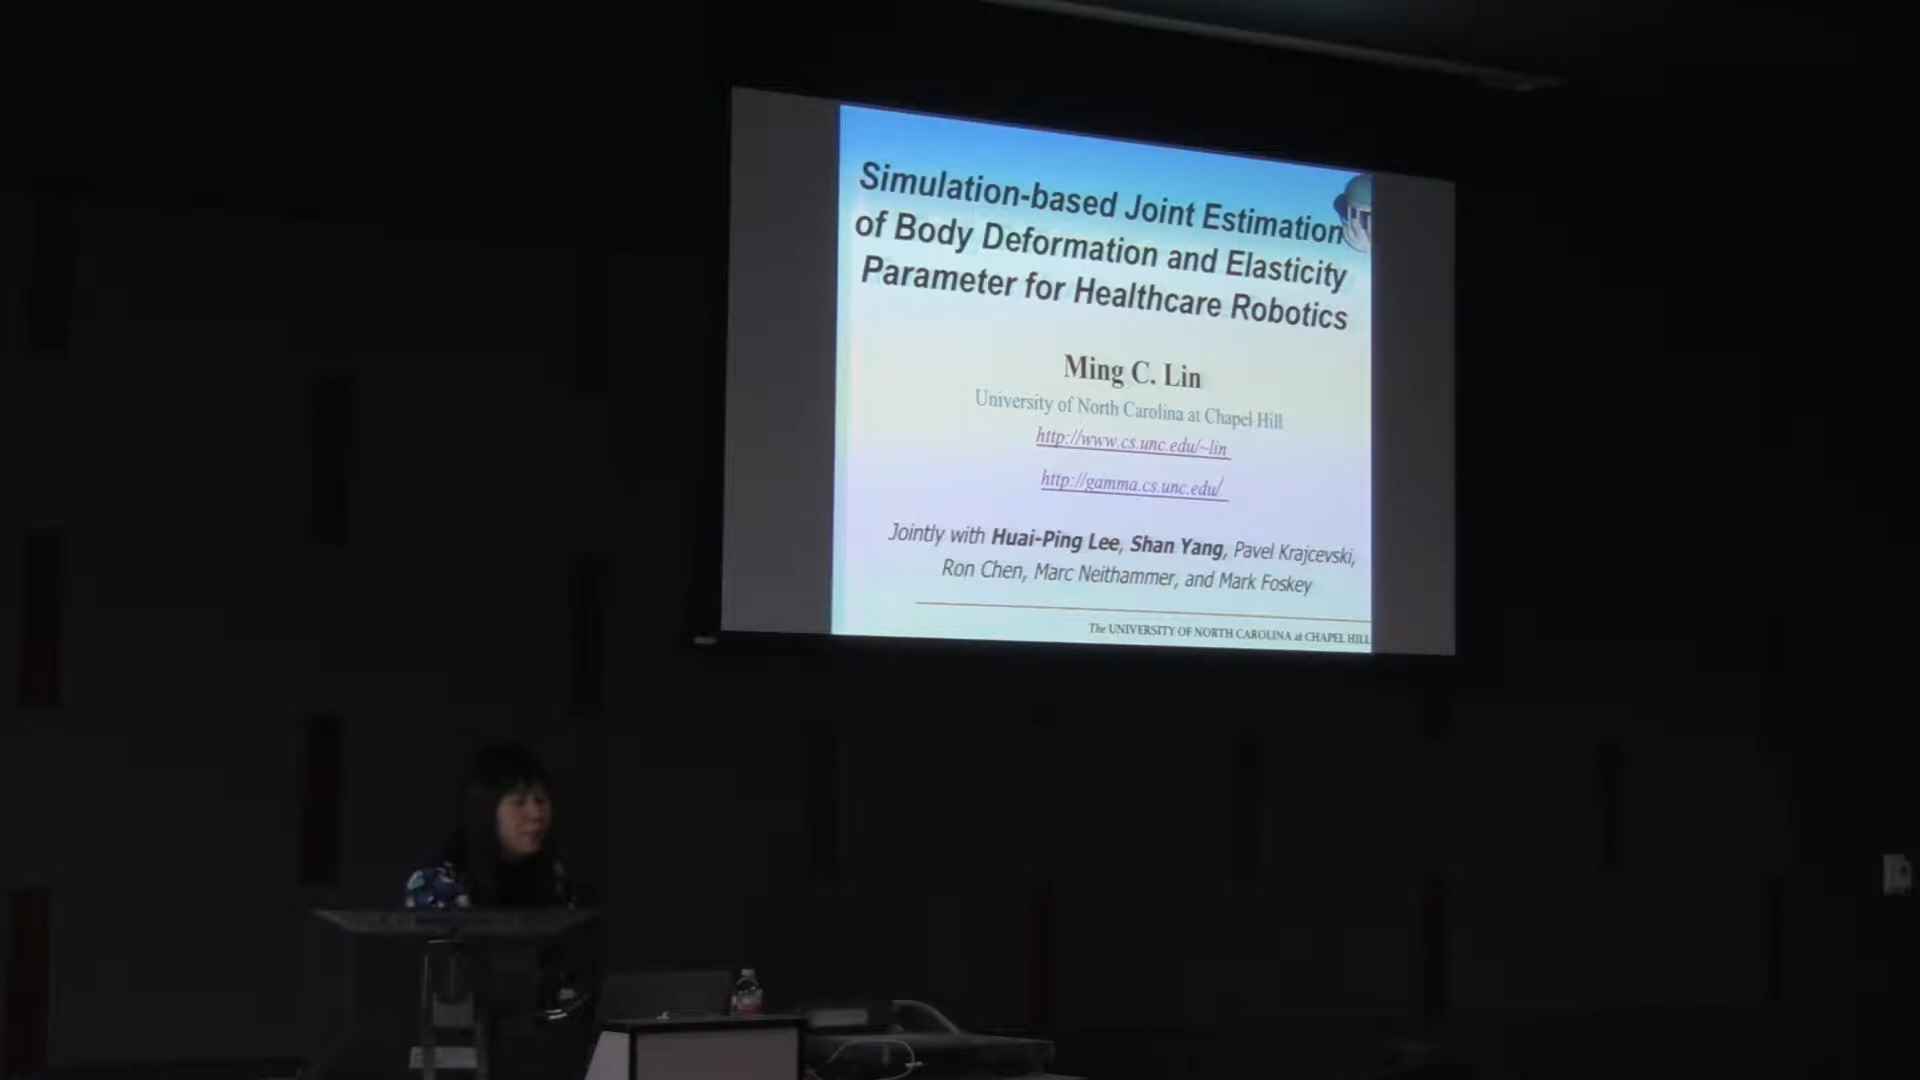 Simulation-based Joint Estimation
of Body Deformation and Elasticity
Parameter for Healthcare Robotics
Ming C. Lin
University of North Carolina at Chapel Hill
http://www.cs.unc.edu/~lin
http://gamma.cs.unc.edu/
Jointly with Huai-Ping Lee, Shan Yang, Pavel Krajcevski,
Ron Chen, Marc Neithammer, and Mark Foskey
The UNIVERSITY OF NORTH CAROLINA at CHAPEL HILL